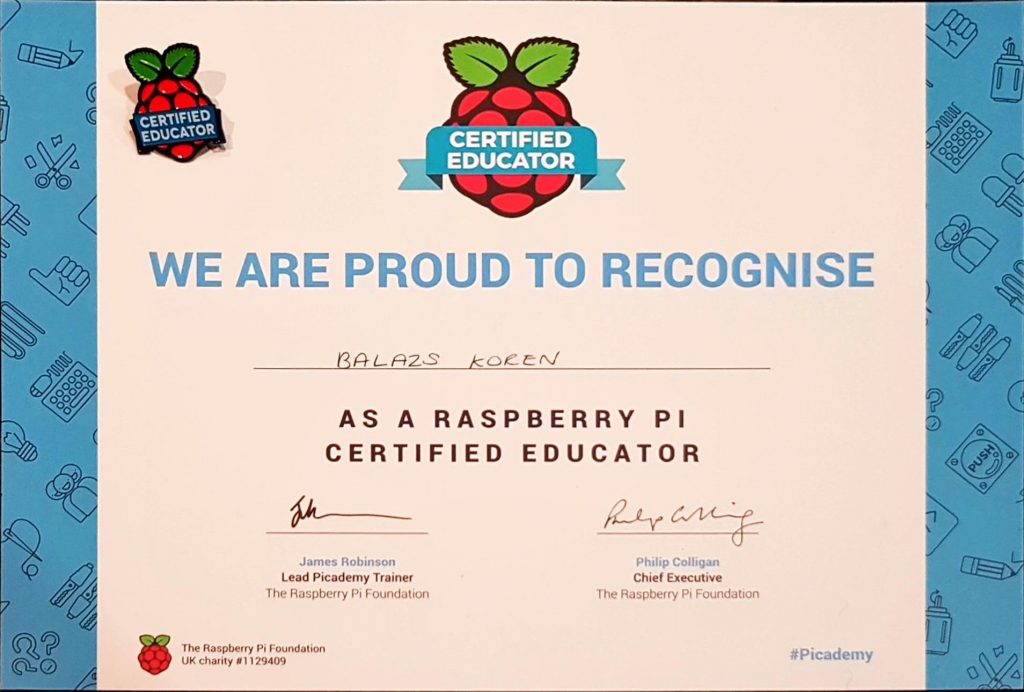 CERTIFIED
EDUCATOR
CERTIFIED
EDUCATOR
WE ARE PROUD TO RECOGNISE
BALAZS KOREN
AS A RASPBERRY PI
CERTIFIED EDUCATOR
James Robinson
Lead Picademy Trainer
The Raspberry Pi Foundation
Philip Colligan
Chief Executive
The Raspberry Pi Foundation
The Raspberry Pi Foundation
UK charity #1129409
#Picademy
PUSH